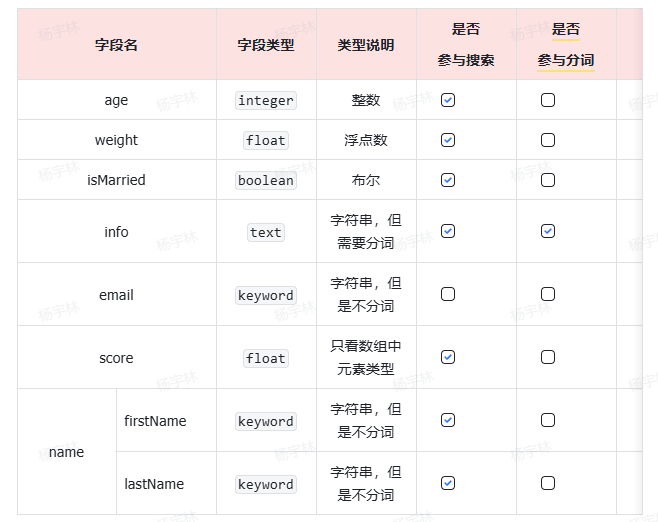 字段名 字段类型 类型说明 是否 是否
参与搜索 参与分词
age integer 整数
weight float 浮点数
isMarried boolean 布尔
info text 字符串，但
需要分词
email keyword 字符串，但
是不分词
score float 只看数组中
元素类型
name firstName keyword 字符串，但
是不分词
lastName keyword 字符串，但
是不分词
杨宇林